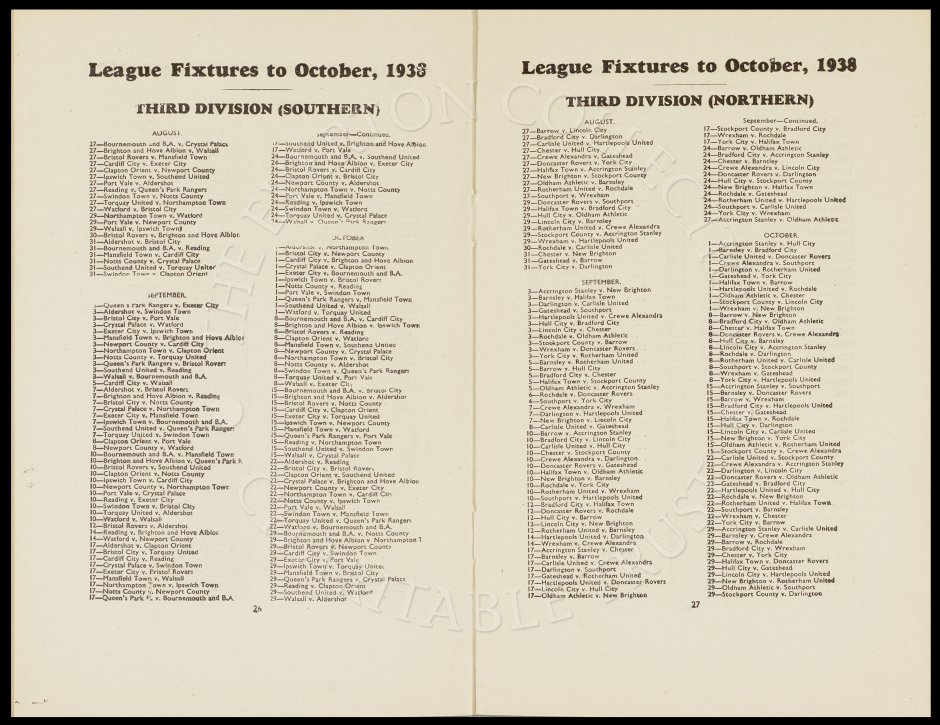 League Fixtures to October, 1938
THIRD DIVISION (SOUTHERN)
AUGUST.
27—Bournemouth and B.A. v. Crystal Palace
27—Brighton and Hove Albion v. Walsall
27—Bristol Rovers v. Mansfield Town
27—Cardiff City v. Exeter City
27—Clapton Orient v. Notts County
27—Ipswich Town v. Southend United
27—Port Vale v. Aldershot
27—Reading v. Queen's Park Rangers
27—Swindon Town v. Notts County
27—Torquay United v. Northampton Town
27—Watford v. Bristol City
29—Northampton Town v. Watford
29—Port Vale v. Newport County
29—Walsall v. Ipswich Town
30—Bristol Rovers v. Brighton and Hove Albion
31—Aldershot v. Bristol City
31—Bournemouth and B.A. v. Reading
31—Mansfield Town v. Cardiff City
31—Notts County v. Crystal Palace
31—Southend United v. Torquay United
31—Swindon Town v. Clapton Orient
SEPTEMBER.
Queen's Park Rangers v. Exeter City
3—Aldershot v. Swindon Town
3—Bristol City v. Port Vale
3—Crystal Palace v. Watford
3—Exeter City v. Ipswich Town
3—Mansfield Town v. Brighton and Hove Albion
3—Newport County v. Cardiff City
3—Northampton Town v. Clapton Orient
3—Notts County v. Torquay United
3—Queen's Park Rangers v. Bristol Rovers
3—Southend United v. Reading
3—Walsall v. Bournemouth and B.A.
5—Cardiff City v. Walsall
7—Aldershot v. Bristol Rovers
7—Brighton and Hove Albion v. Reading
7—Bristol City v. Notts County
7—Crystal Palace v. Northampton Town
7—Exeter City v. Mansfield Town
7—Ipswich Town v. Bournemouth and B.A.
7—Southend United v. Queen's Park Rangers
7—Torquay United v. Swindon Town
8—Clapton Orient v. Port Vale
8—Newport County v. Watford
10—Bournemouth and B.A. v. Mansfield Town
10—Brighton and Hove Albion v. Queen's Park R
10—Bristol Rovers v. Southend United
10—Clapton Orient v. Notts County
10—Ipswich Town v. Cardiff City
10—Newport County v. Northampton Town
10—Port Vale v. Crystal Palace
10—Reading v. Exeter City
10—Swindon Town v. Bristol City
10—Torquay United v. Aldershot
10—Watford v. Walsall
12—Bristol Rovers v. Aldershot
14—Reading v. Brighton and Hove Albion
14—Watford v. Newport County
17—Aldershot v. Clapton Orient
17—Bristol City v. Torquay United
17—Cardiff City v. Reading
17—Crystal Palace v. Swindon Town
17—Exeter City v. Bristol Rovers
17—Mansfield Town v. Walsall
17—Northampton Town v. Ipswich Town
17—Notts County v. Newport County
17—Queen's Park R. v. Bournemouth and B.A.
September—Continued.
17—Southend United v. Brighton and Hove Albion
17—Watford v. Port Vale
24—Bournemouth and B.A. v. Southend United
24—Brighton and Hove Albion v. Exeter City
24—Bristol Rovers v. Cardiff City
24—Clapton Orient v. Bristol City
24—Newport County v. Aldershot
24—Northampton Town v. Notts County
24—Port Vale v. Mansfield Town
24—Reading v. Ipswich Town
24—Swindon Town v. Watford
24—Torquay United v. Crystal Palace
24—Walsall v. Queen's Park Rangers
OCTOBER
1—Aldershot v. Northampton Town
1—Bristol City v. Newport County
1—Cardiff City v. Brighton and Hove Albion
1—Crystal Palace v. Clapton Orient
1—Exeter City v. Bournemouth and B.A.
1—Ipswich Town v. Bristol Rovers
1—Notts County v. Reading
1—Port Vale v. Swindon Town
1—Queen's Park Rangers v. Mansfield Town
1—Southend United v. Walsall
1—Watford v. Torquay United
8—Bournemouth and B.A. v. Cardiff City
8—Brighton and Hove Albion v. Ipswich Town
8—Bristol Rovers v. Reading
8—Clapton Orient v. Watford
8—Mansfield Town v. Southend United
8—Newport County v. Crystal Palace
8—Northampton Town v. Bristol City
8—Notts County v. Aldershot
8—Swindon Town v. Queen's Park Rangers
8—Torquay United v. Port Vale
8—Walsall v. Exeter City
15—Bournemouth and B.A. v. Bristol City
15—Brighton and Hove Albion v. Aldershot
15—Bristol Rovers v. Notts County
15—Cardiff City v. Clapton Orient
15—Exeter City v. Newport County
15—Ipswich Town v. Newport County
15—Mansfield Town v. Watford
15—Queen's Park Rangers v. Port Vale
15—Reading v. Northampton Town
15—Southend United v. Swindon Town
15—Walsall v. Crystal Palace
22—Aldershot v. Reading
22—Bristol City v. Bristol Rovers
22—Clapton Orient v. Southend United
22—Crystal Palace v. Brighton and Hove Albion
22—Newport County v. Exeter City
22—Northampton Town v. Cardiff City
22—Notts County v. Ipswich Town
22—Port Vale v. Walsall
22—Swindon Town v. Mansfield Town
22—Torquay United v. Queen's Park Rangers
22—Watford v. Bournemouth and B.A.
29—Bournemouth and B.A. v. Notts County
29—Brighton and Hove Albion v. Northampton T
29—Bristol Rovers v. Newport County
29—Cardiff City v. Swindon Town
29—Exeter City v. Port Vale
29—Ipswich Town v. Torquay United
29—Mansfield Town v. Bristol City
29—Queen's Park Rangers v. Crystal Palace
29—Reading v. Clapton Orient
29—Southend United v. Watford
29—Walsall v. Aldershot
26
League Fixtures to October, 1938
THIRD DIVISION (NORTHERN)
AUGUST.
27—Barrow v. Lincoln City
27—Bradford City v. Darlington
27—Carlisle United v. Hartlepools United
27—Chester v. Hull City
27—Crewe Alexandra v. Gateshead
27—Doncaster Rovers v. York City
27—Halifax Town v. Accrington Stanley
27—New Brighton v. Stockport County
27—Oldham Athletic v. Barnsley
27—Rotherham United v. Rochdale
27—Southport v. Wrexham
29—Doncaster Rovers v. Southport
29—Halifax Town v. Bradford City
29—Hull City v. Oldham Athletic
29—Lincoln City v. Barnsley
29—Rotherham United v. Crewe Alexandra
29—Stockport County v. Accrington Stanley
29—Wrexham v. Hartlepools United
30—Rochdale v. Carlisle United
31—Chester v. New Brighton
31—Gateshead v. Barrow
31—York City v. Darlington
SEPTEMBER.
3—Accrington Stanley v. New Brighton
3—Barnsley v. Halifax Town
3—Darlington v. Carlisle United
3—Gateshead v. Southport
3—Hartlepools United v. Crewe Alexandra
3—Hull City v. Bradford City
3—Lincoln City v. Chester
3—Rochdale v. Oldham Athletic
3—Stockport County v. Barrow
3—Wrexham v. Doncaster Rovers
3—York City v. Rotherham United
5—Barnsley v. Rotherham United
5—Barrow v. Hull City
5—Bradford City v. Chester
5—Halifax Town v. Stockport County
5—Oldham Athletic v. Accrington Stanley
6—Rochdale v. Doncaster Rovers
6—Southport v. York City
7—Crewe Alexandra v. Wrexham
7—Darlington v. Hartlepools United
7—New Brighton v. Lincoln City
8—Carlisle United v. Gateshead
10—Barrow v. Accrington Stanley
10—Bradford City v. Lincoln City
10—Carlisle United v. Hull City
10—Chester v. Stockport County
10—Crewe Alexandra v. Darlington
10—Doncaster Rovers v. Gateshead
10—Halifax Town v. Oldham Athletic
10—New Brighton v. Barnsley
10—Rochdale v. York City
10—Rotherham United v. Wrexham
10—Southport v. Hartlepools United
12—Bradford City v. Halifax Town
12—Doncaster Rovers v. Rochdale
12—Hull City v. Barrow
12—Lincoln City v. New Brighton
12—Rotherham United v. Barnsley
14—Hartlepools United v. Darlington
14—Wrexham v. Crewe Alexandra
17—Accrington Stanley v. Chester
17—Barnsley v. Barrow
17—Carlisle United v. Crewe Alexandra
17—Darlington v. Southport
17—Gateshead v. Rotherham United
17—Hartlepools United v. Doncaster Rovers
17—Lincoln City v. Hull City
17—Oldham Athletic v. New Brighton
September—Continued.
17—Stockport County v. Bradford City
17—Wrexham v. Rochdale
17—York City v. Halifax Town
24—Barrow v. Oldham Athletic
24—Bradford City v. Accrington Stanley
24—Chester v. Barnsley
24—Crewe Alexandra v. Lincoln City
24—Doncaster Rovers v. Darlington
24—Hull City v. Stockport County
24—New Brighton v. Halifax Town
24—Rochdale v. Gateshead
24—Rotherham United v. Hartlepools United
24—Southport v. Carlisle United
24—York City v. Wrexham
27—Accrington Stanley v. Oldham Athletic
OCTOBER.
1—Accrington Stanley v. Hull City
1—Barnsley v. Bradford City
1—Carlisle United v. Doncaster Rovers
1—Crewe Alexandra v. Southport
1—Darlington v. Rotherham United
1—Gateshead v. York City
1—Halifax Town v. Barrow
1—Hartlepools United v. Rochdale
1—Oldham Athletic v. Chester
1—Stockport County v. Lincoln City
1—Wrexham v. New Brighton
8—Barrow v. New Brighton
8—Bradford City v. Oldham Athletic
8—Chester v. Halifax Town
8—Doncaster Rovers v. Crewe Alexandra
8—Hull City v. Barnsley
8—Lincoln City v. Accrington Stanley
8—Rochdale v. Darlington
8—Rotherham United v. Carlisle United
8—Southport v. Stockport County
8—Wrexham v. Gateshead
8—York City v. Hartlepools United
15—Accrington Stanley v. Southport
15—Barnsley v. Doncaster Rovers
15—Barrow v. Wrexham
15—Bradford City v. Hartlepools United
15—Chester v. Gateshead
15—Halifax Town v. Rochdale
15—Hull City v. Darlington
15—Lincoln City v. Carlisle United
15—New Brighton v. York City
15—Oldham Athletic v. Rotherham United
15—Stockport County v. Crewe Alexandra
22—Carlisle United v. Stockport County
22—Crewe Alexandra v. Accrington Stanley
22—Darlington v. Lincoln City
22—Doncaster Rovers v. Oldham Athletic
22—Gateshead v. Bradford City
22—Hartlepools United v. Hull City
22—Rochdale v. New Brighton
22—Rotherham United v. Halifax Town
22—Southport v. Barnsley
22—Wrexham v. Chester
22—York City v. Barrow
29—Accrington Stanley v. Carlisle United
29—Barnsley v. Crewe Alexandra
29—Barrow v. Rochdale
29—Bradford City v. Wrexham
29—Chester v. York City
29—Halifax Town v. Doncaster Rovers
29—Hull City v. Gateshead
29—Lincoln City v. Hartlepools United
29—New Brighton v. Rotherham United
29—Oldham Athletic v. Southport
29—Stockport County v. Darlington
27